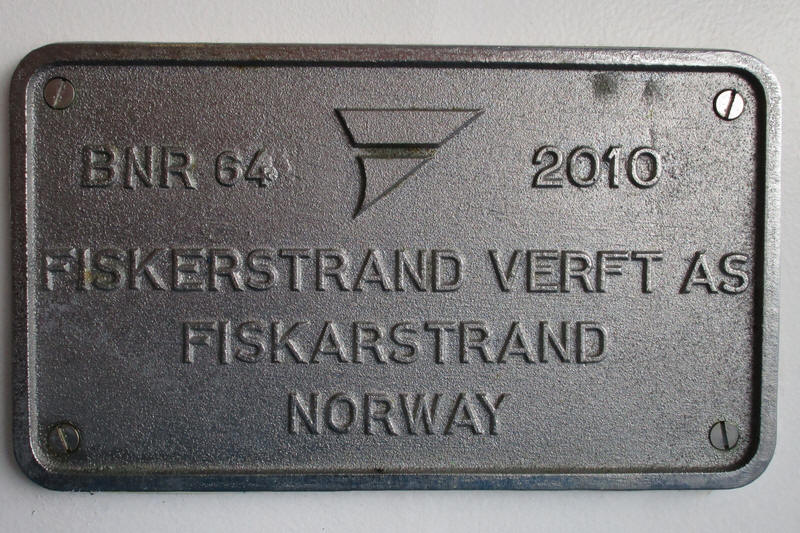 BNR 64 2010
FISKERSTRAND VERFT AS
FISKARSTRAND
NORWAY